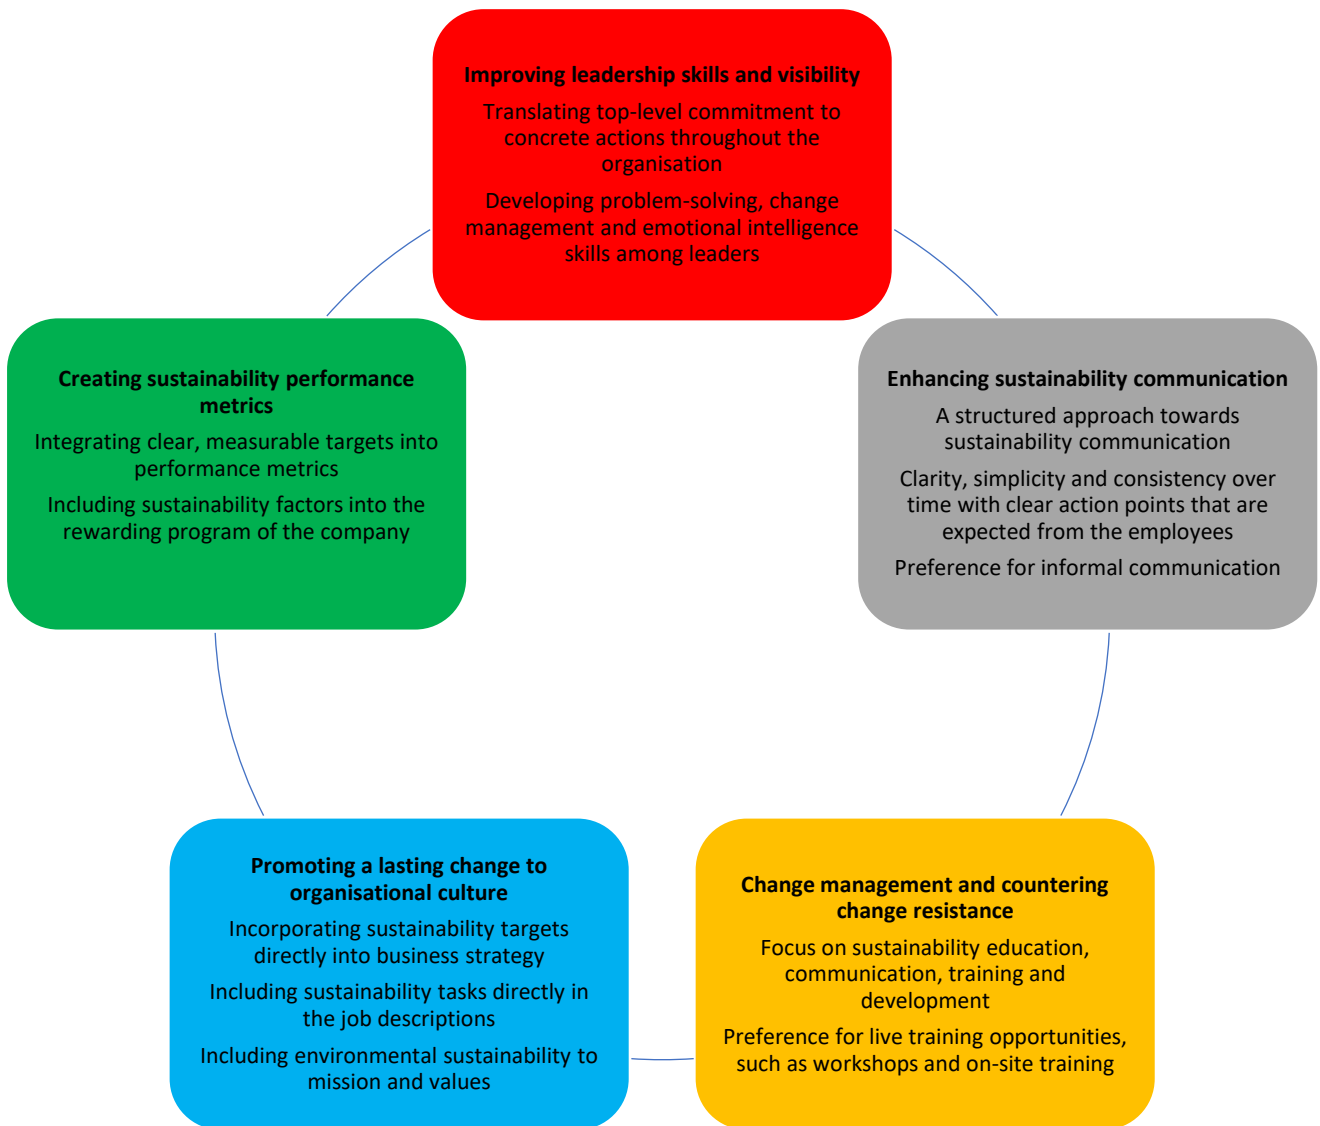 Improving leadership skills and visibility
Translating top-level commitment to
concrete actions throughout the
organisation
Developing problem-solving, change
management and emotional intelligence
skills among leaders
Creating sustainability performance
metrics
Integrating clear, measurable targets into
performance metrics
Including sustainability factors into the
rewarding program of the company
Enhancing sustainability communication
A structured approach towards
sustainability communication
Clarity, simplicity and consistency over
time with clear action points that are
expected from the employees
Preference for informal communication
Promoting a lasting change to
organisational culture
Incorporating sustainability targets
directly into business strategy
Including sustainability tasks directly in
the job descriptions
Including environmental sustainability to
mission and values
Change management and countering
change resistance
Focus on sustainability education,
communication, training and
development
Preference for live training opportunities,
such as workshops and on-site training